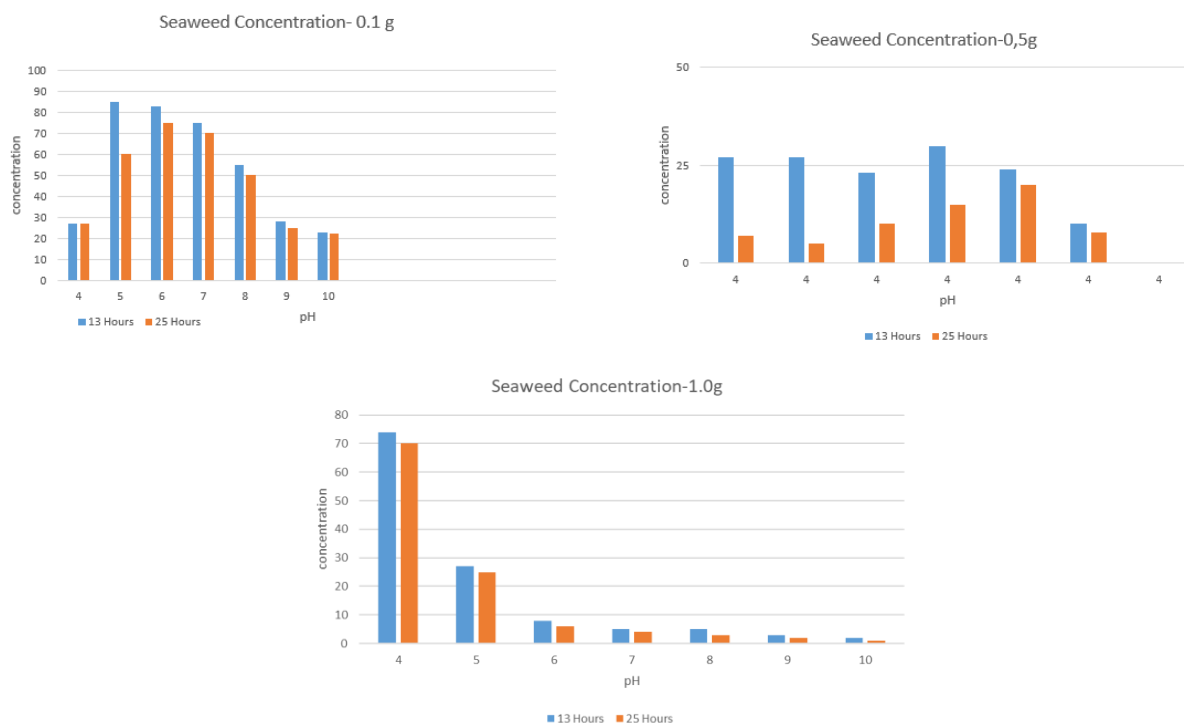 Seaweed Concentration- 0.1 g
100
90
80
70
60
50
40
30
20
10
0
concentration
4 5 6 7 8 9 10
pH
13 Hours 25 Hours
Seaweed Concentration-0,5g
50
25
0
concentration
4 4 4 4 4 4 4
pH
13 Hours 25 Hours
Seaweed Concentration-1.0g
80
70
60
50
40
30
20
10
0
concentration
4 5 6 7 8 9 10
pH
13 Hours 25 Hours